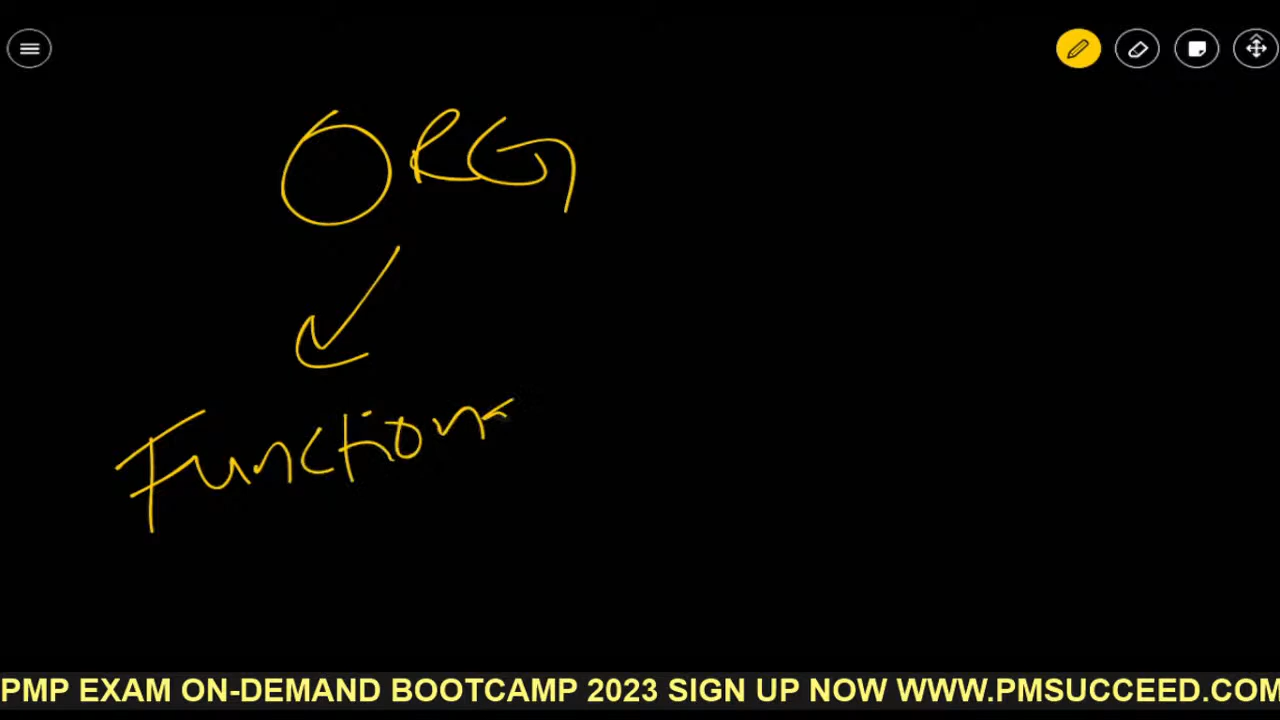 ORG
Function
PMP EXAM ON-DEMAND BOOTCAMP 2023 SIGN UP NOW WWW.PMSUCCEED.COM